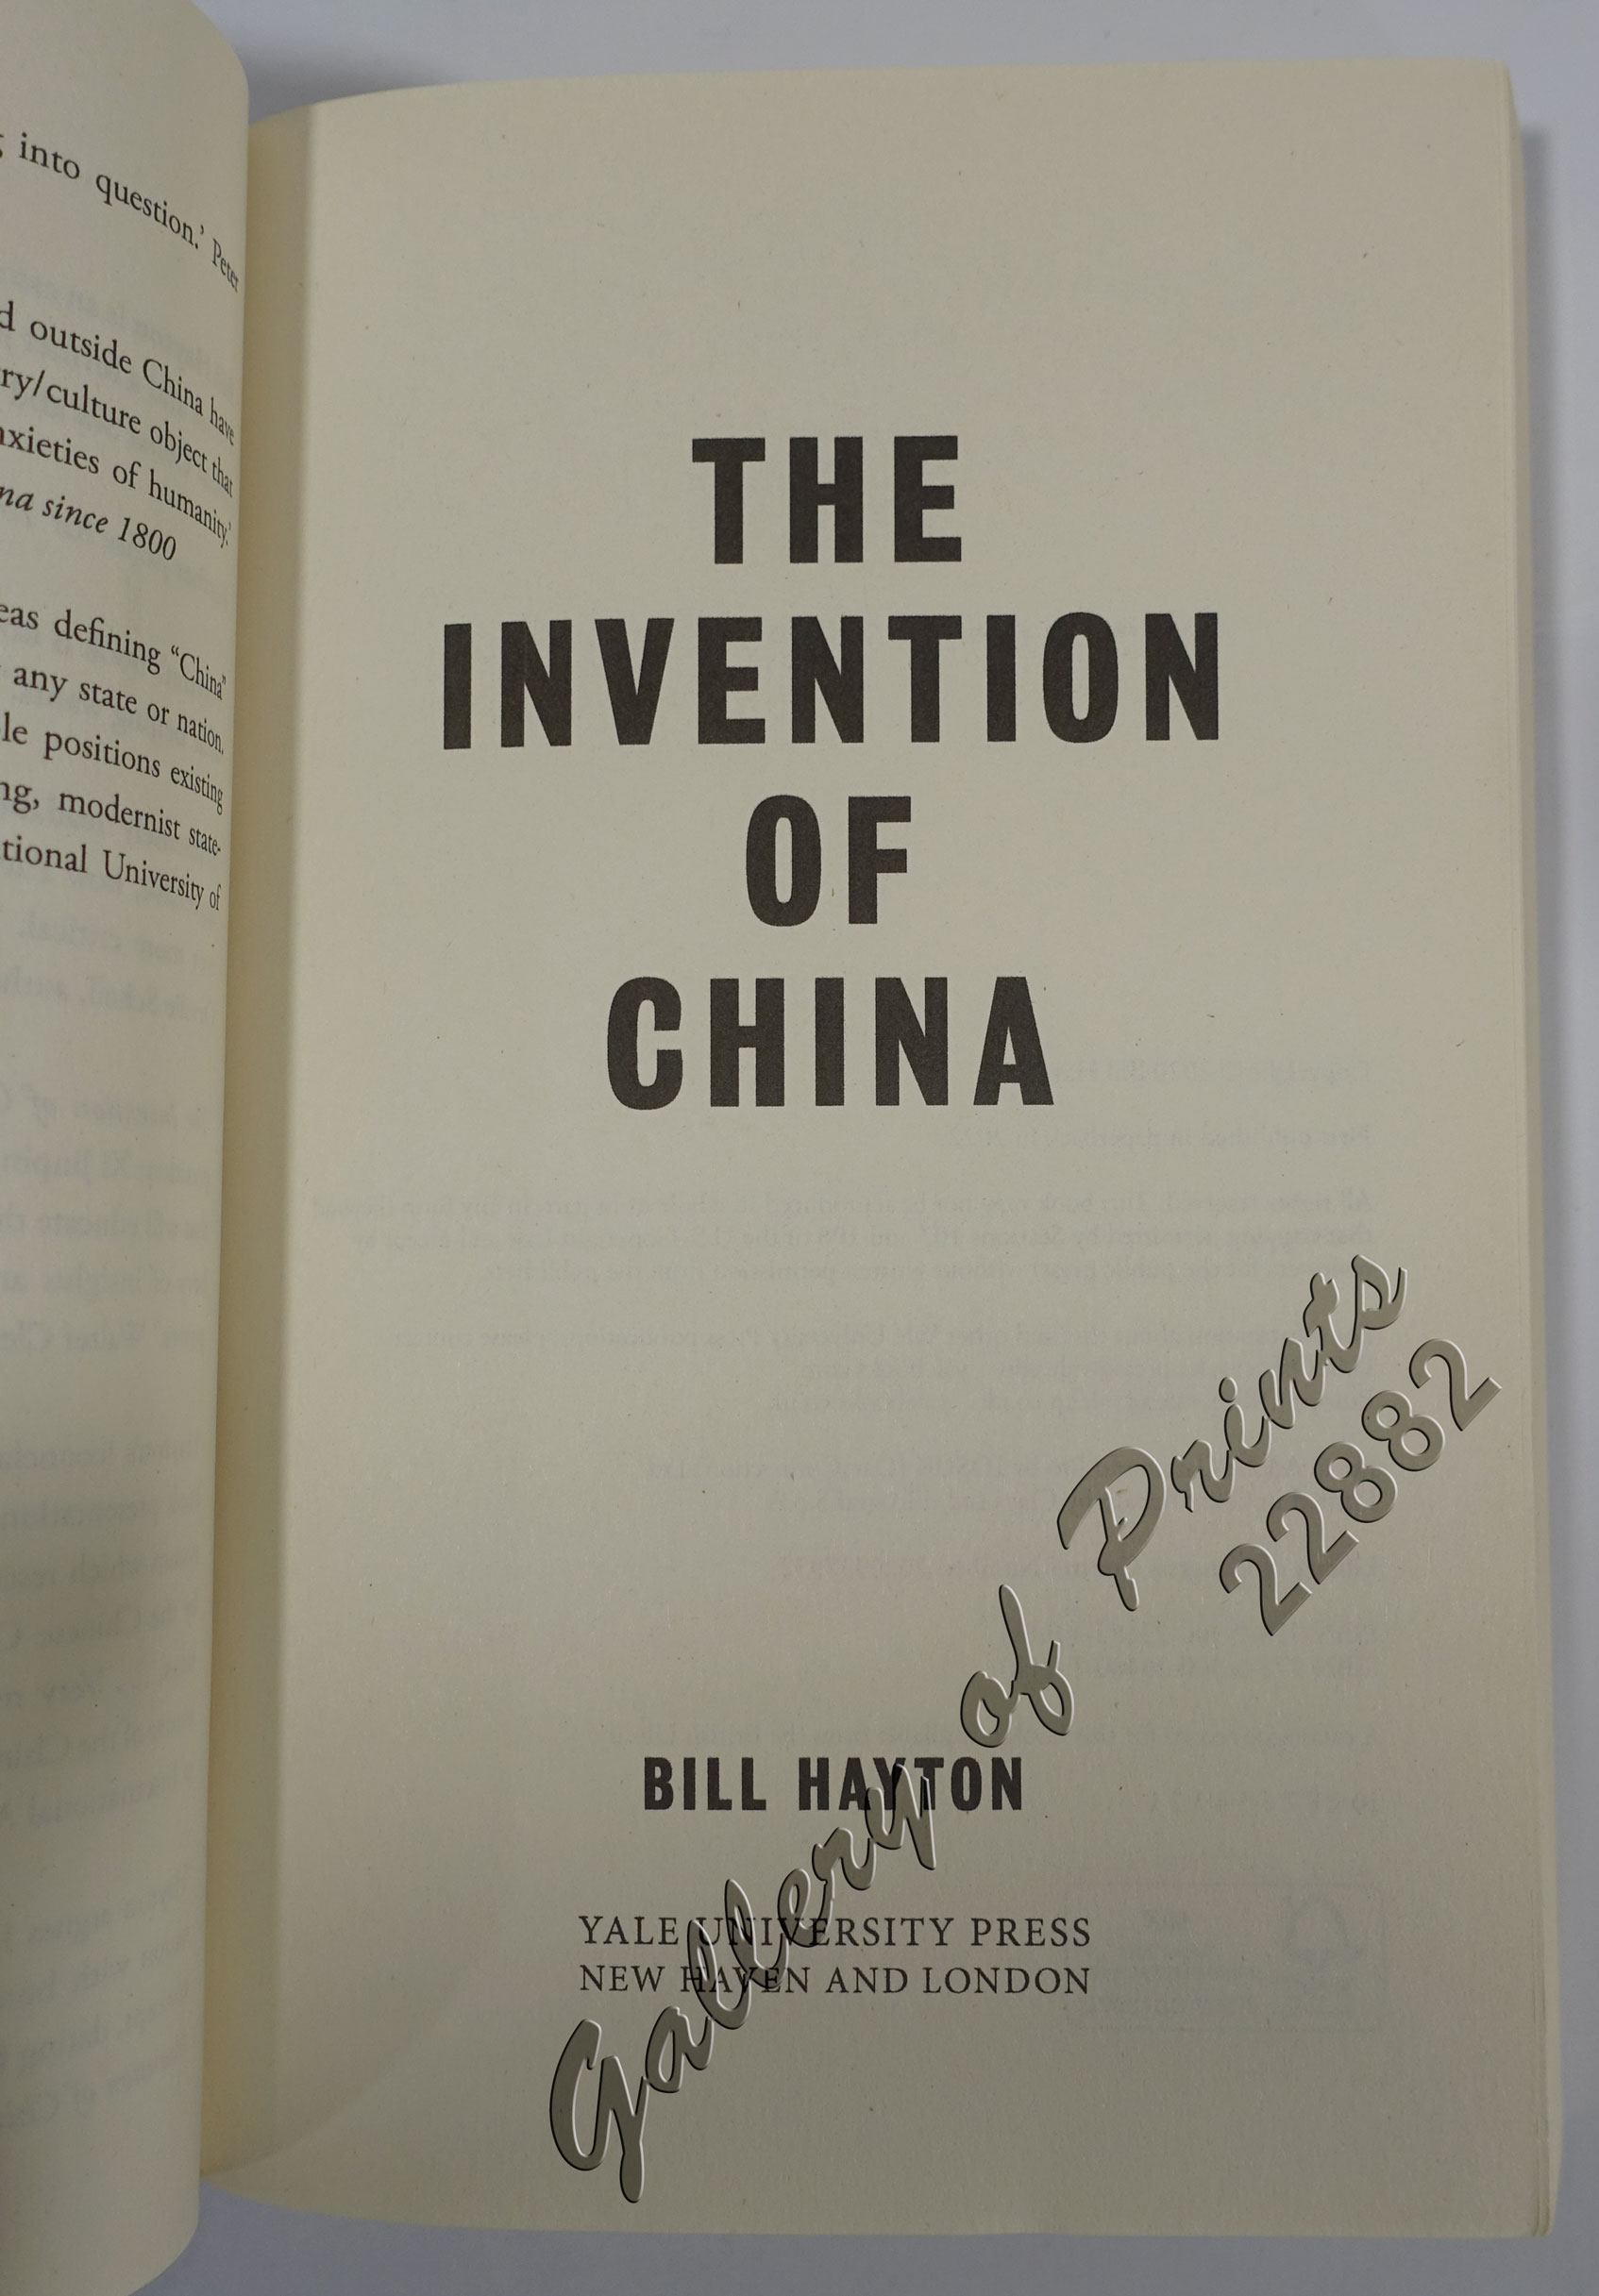 into question.' Peter
outside China have
ry/culture object that
nxieties of humanity.'
na since 1800
eas defining “China”
any state or nation.
le positions existing
ng, modernist state-
tional University of
THE
INVENTION
OF
CHINA
BILL HAYTON
YALE UNIVERSITY PRESS
NEW HAVEN AND LONDON
Gallery of Prints
22882